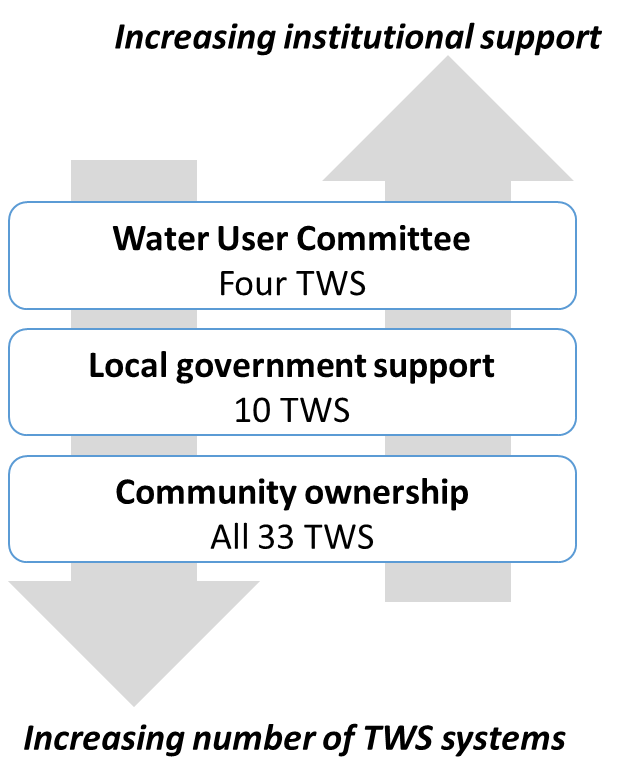 Increasing institutional support
Water User Committee
Four TWS
Local government support
10 TWS
Community ownership
All 33 TWS
Increasing number of TWS systems